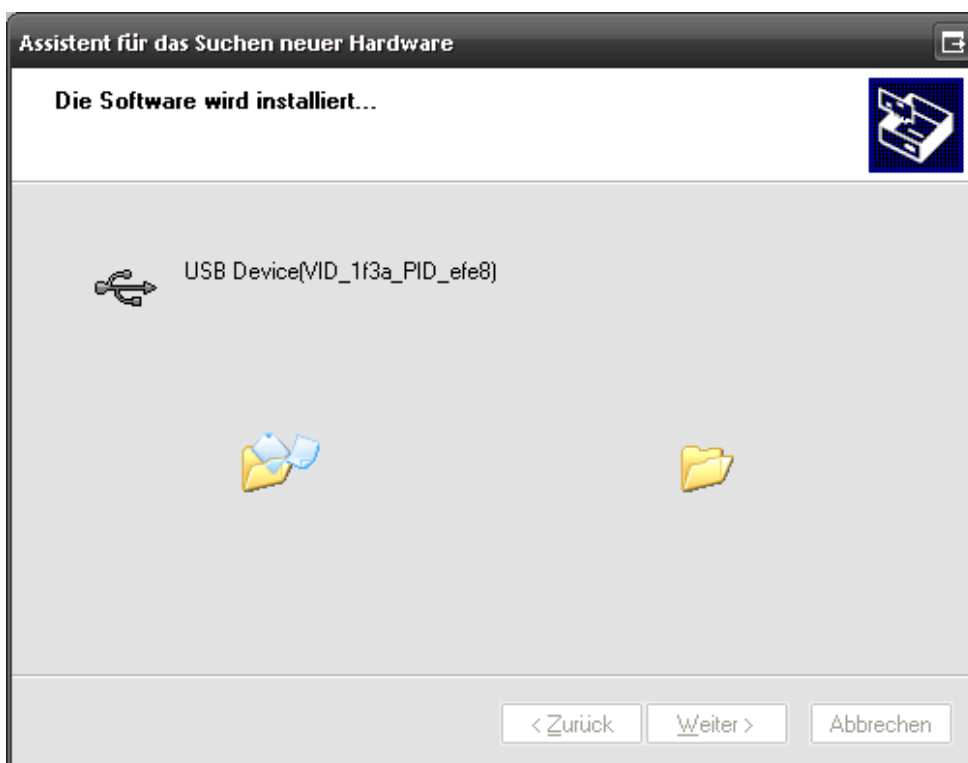 Assistent für das Suchen neuer Hardware
Die Software wird installiert...
USB Device(VID_1f3a_PID_efe8)
< Zurück
Weiter >
Abbrechen